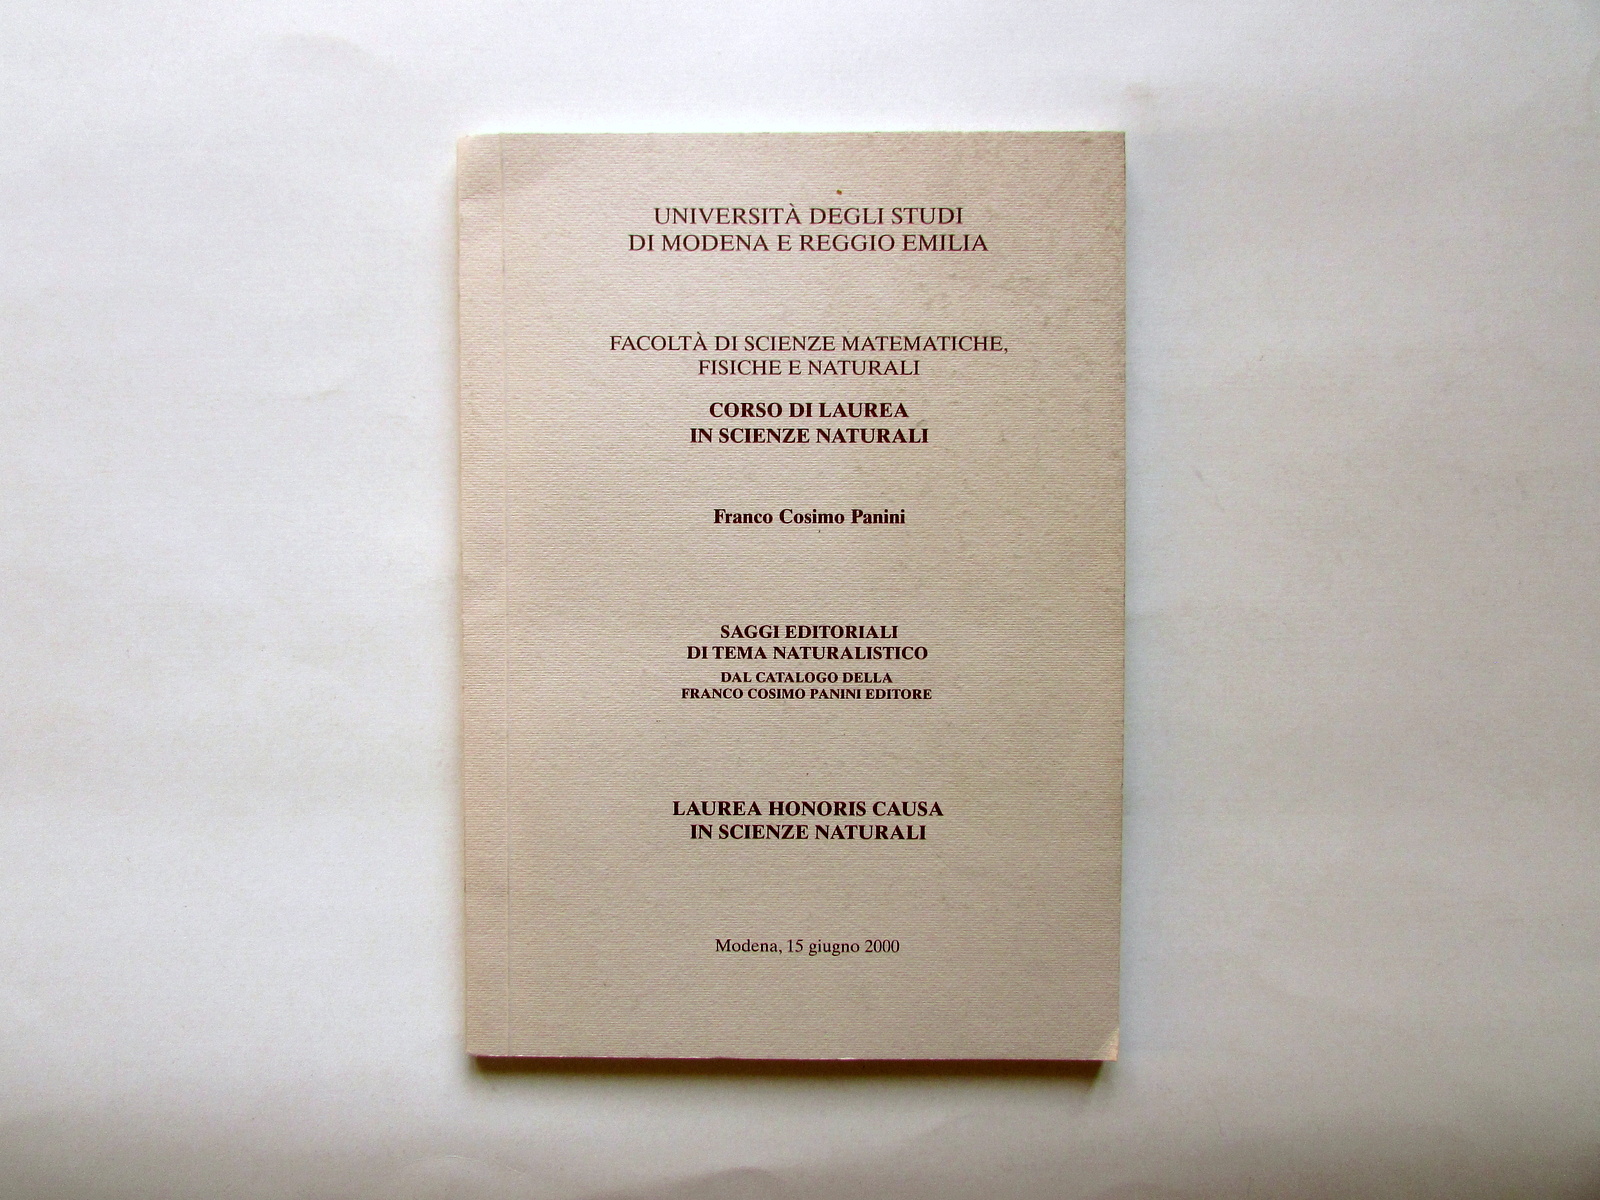 UNIVERSITÀ DEGLI STUDI
DI MODENA E REGGIO EMILIA
FACOLTÀ DI SCIENZE MATEMATICHE,
FISICHE E NATURALI
CORSO DI LAUREA
IN SCIENZE NATURALI
Franco Cosimo Panini
SAGGI EDITORIALI
DI TEMA NATURALISTICO
DAL CATALOGO DELLA
FRANCO COSIMO PANINI EDITORE
LAUREA HONORIS CAUSA
IN SCIENZE NATURALI
Modena, 15 giugno 2000